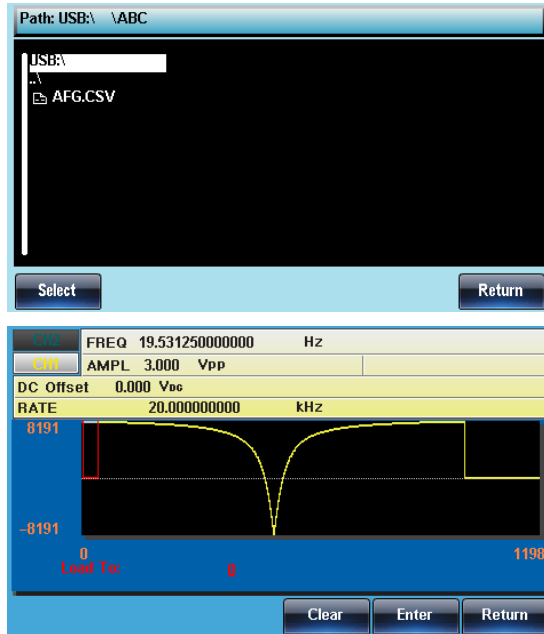 Path: USB:\ \ABC
USB:\
..\
AFG.CSV
Select Return
CH2 FREQ 19.531250000000 Hz
CH1 AMPL 3.000 Vpp
DC Offset 0.000 VDC
RATE 20.000000000 kHz
8191
-8191
0 1198
Load To: 0
Clear Enter Return